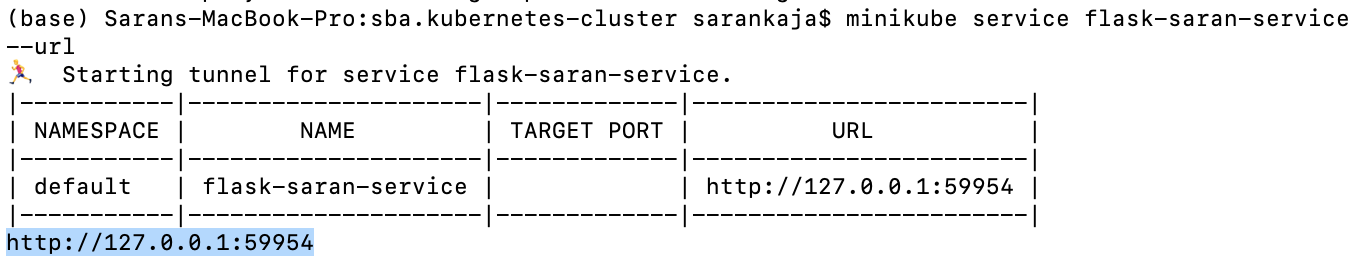 (base) Sarans-MacBook-Pro:sba.kubernetes-cluster sarankaja$ minikube service flask-saran-service
--url
🏃 Starting tunnel for service flask-saran-service.
|-----------|---------------------|-------------|------------------------|
| NAMESPACE |        NAME         | TARGET PORT |          URL           |
|-----------|---------------------|-------------|------------------------|
| default   | flask-saran-service |             | http://127.0.0.1:59954 |
|-----------|---------------------|-------------|------------------------|
http://127.0.0.1:59954